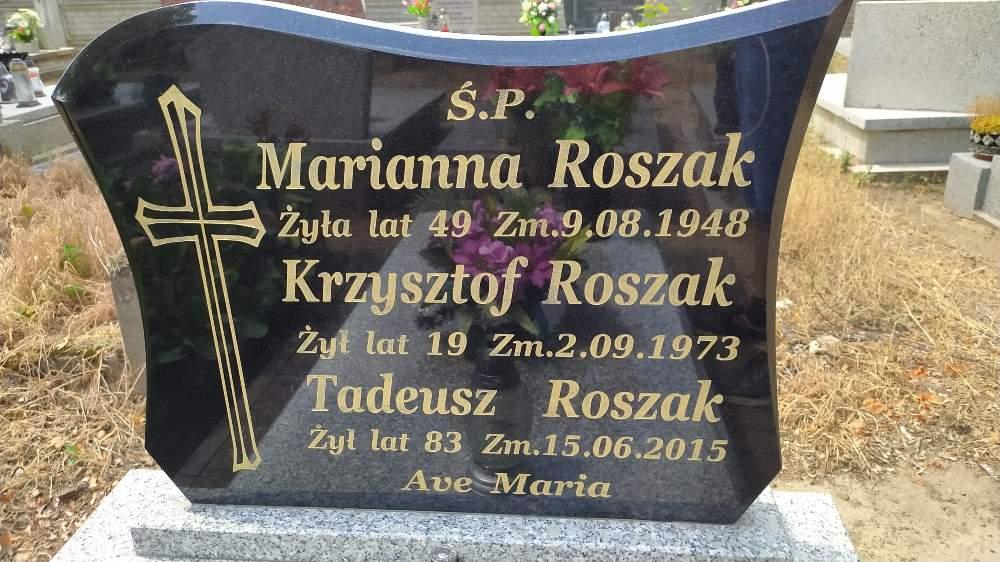 Ś.P.
Marianna Roszak
Żyła lat 49 Zm.9.08.1948
Krzysztof Roszak
Żył lat 19 Zm.2.09.1973
Tadeusz Roszak
Żył lat 83 Zm.15.06.2015
Ave Maria